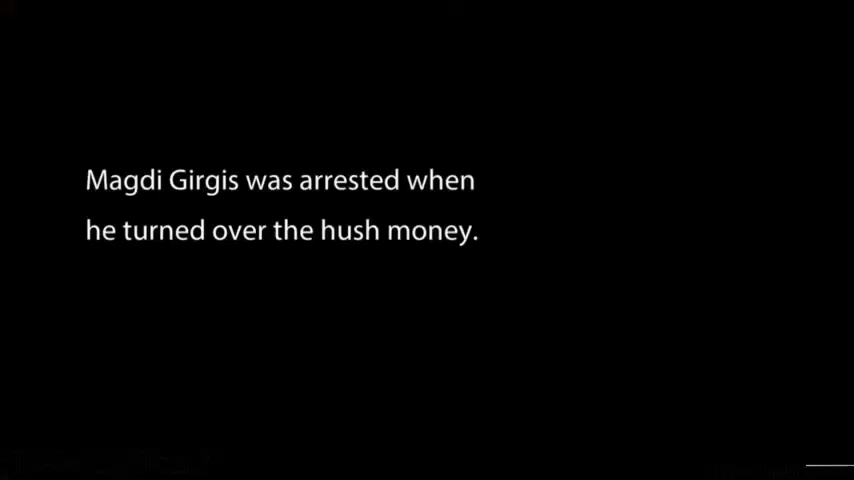 Magdi Girgis was arrested when
he turned over the hush money.